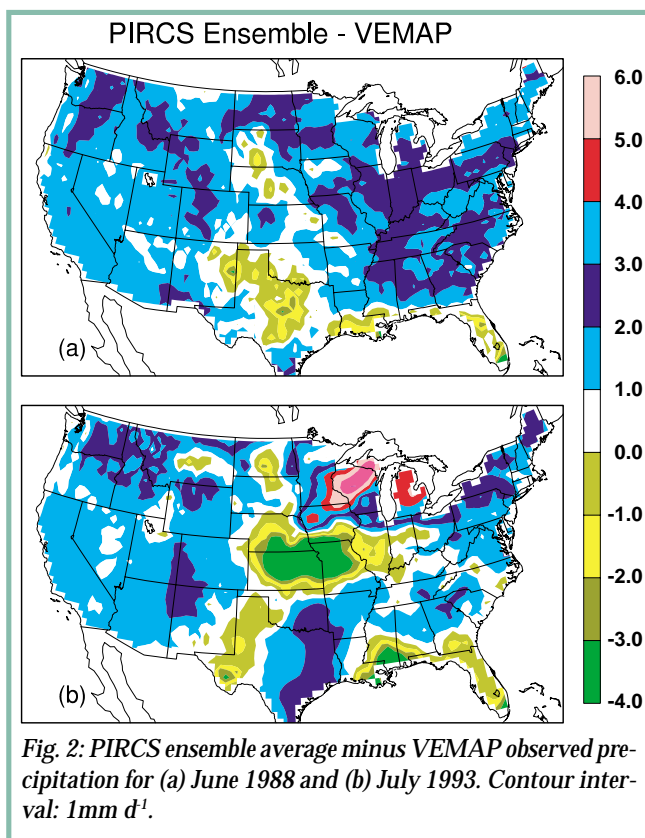 PIRCS Ensemble - VEMAP
6.0
5.0
4.0
3.0
2.0
1.0
0.0
-1.0
-2.0
-3.0
-4.0
(a)
(b)
Fig. 2: PIRCS ensemble average minus VEMAP observed pre-
cipitation for (a) June 1988 and (b) July 1993. Contour inter-
val: 1mm d-1.